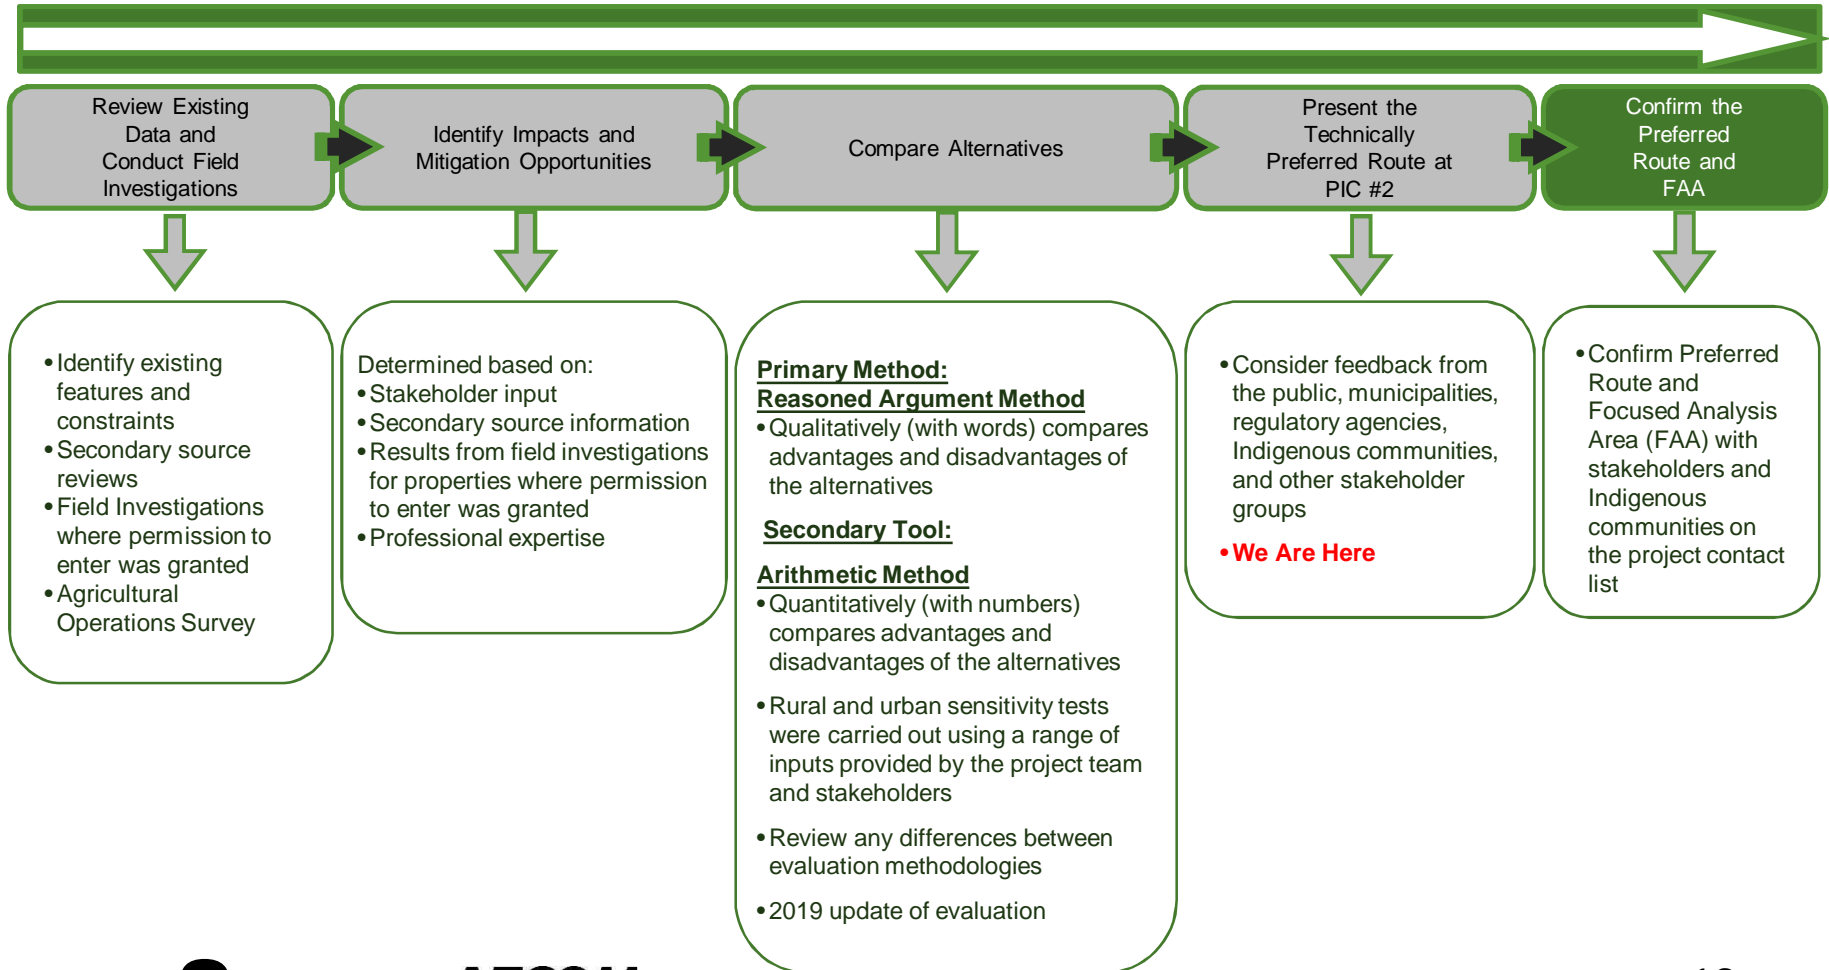 Review Existing
Data and
Conduct Field
Investigations
Identify Impacts and
Mitigation Opportunities
Compare Alternatives
Present the
Technically
Preferred Route at
PIC #2
Confirm the
Preferred
Route and
FAA
•Identify existing
features and
constraints
•Secondary source
reviews
•Field Investigations
where permission to
enter was granted
•Agricultural
Operations Survey
Determined based on:
•Stakeholder input
•Secondary source information
•Results from field investigations
for properties where permission
to enter was granted
•Professional expertise
Primary Method:
Reasoned Argument Method
•Qualitatively (with words) compares
advantages and disadvantages of
the alternatives
Secondary Tool:
Arithmetic Method
•Quantitatively (with numbers)
compares advantages and
disadvantages of the alternatives
•Rural and urban sensitivity tests
were carried out using a range of
inputs provided by the project team
and stakeholders
•Review any differences between
evaluation methodologies
•2019 update of evaluation
•Consider feedback from
the public, municipalities,
regulatory agencies,
Indigenous communities,
and other stakeholder
groups
•We Are Here
•Confirm Preferred
Route and
Focused Analysis
Area (FAA) with
stakeholders and
Indigenous
communities on
the project contact
list